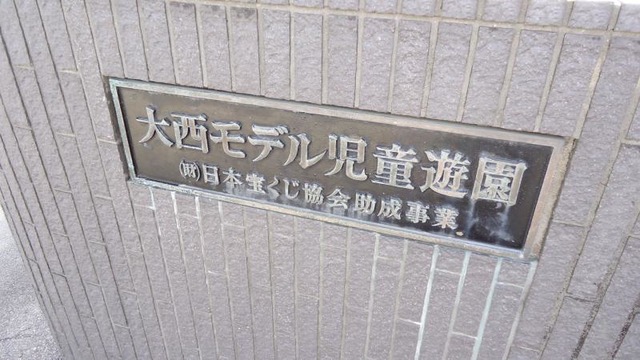 大西モデル児童遊園
(財)日本宝くじ協会助成事業